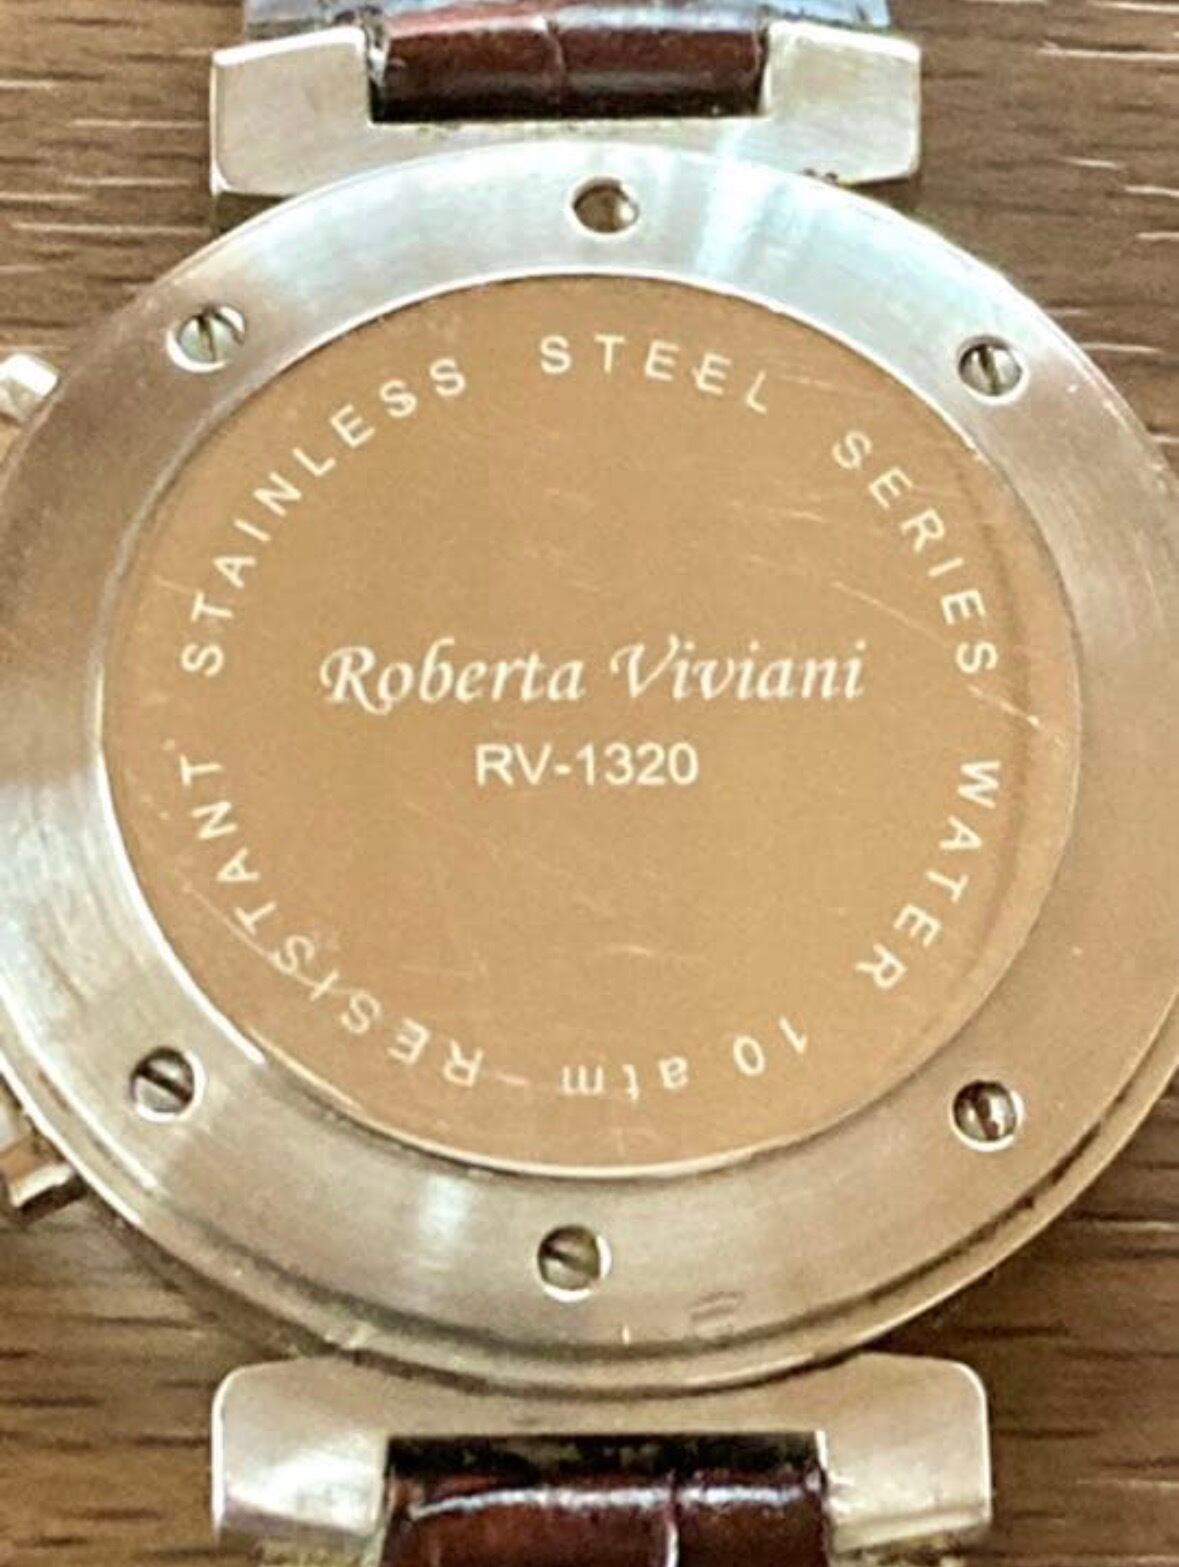 STAINLESS STEEL SERIES WATER 10 atm RESISTANT
Roberta Viviani
RV-1320